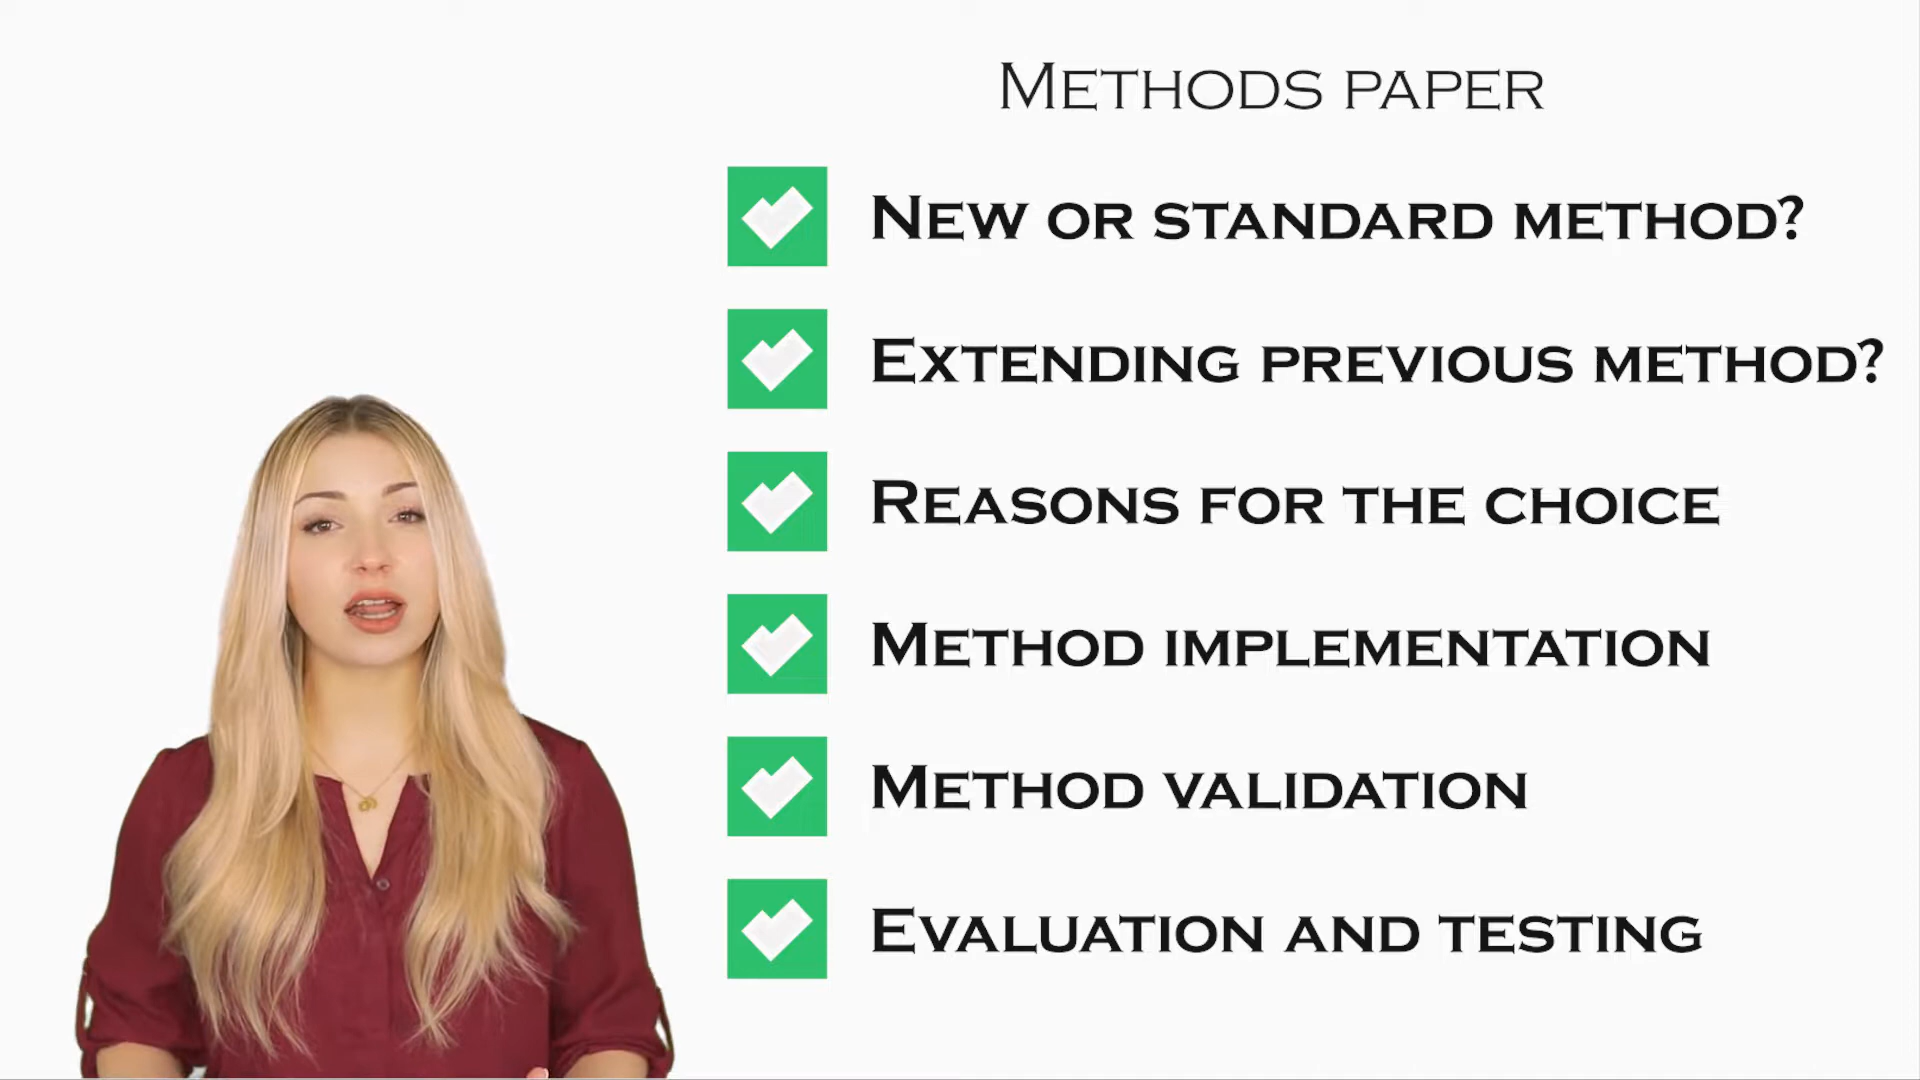 METHODS PAPER
NEW OR STANDARD METHOD?
EXTENDING PREVIOUS METHOD?
REASONS FOR THE CHOICE
METHOD IMPLEMENTATION
METHOD VALIDATION
EVALUATION AND TESTING